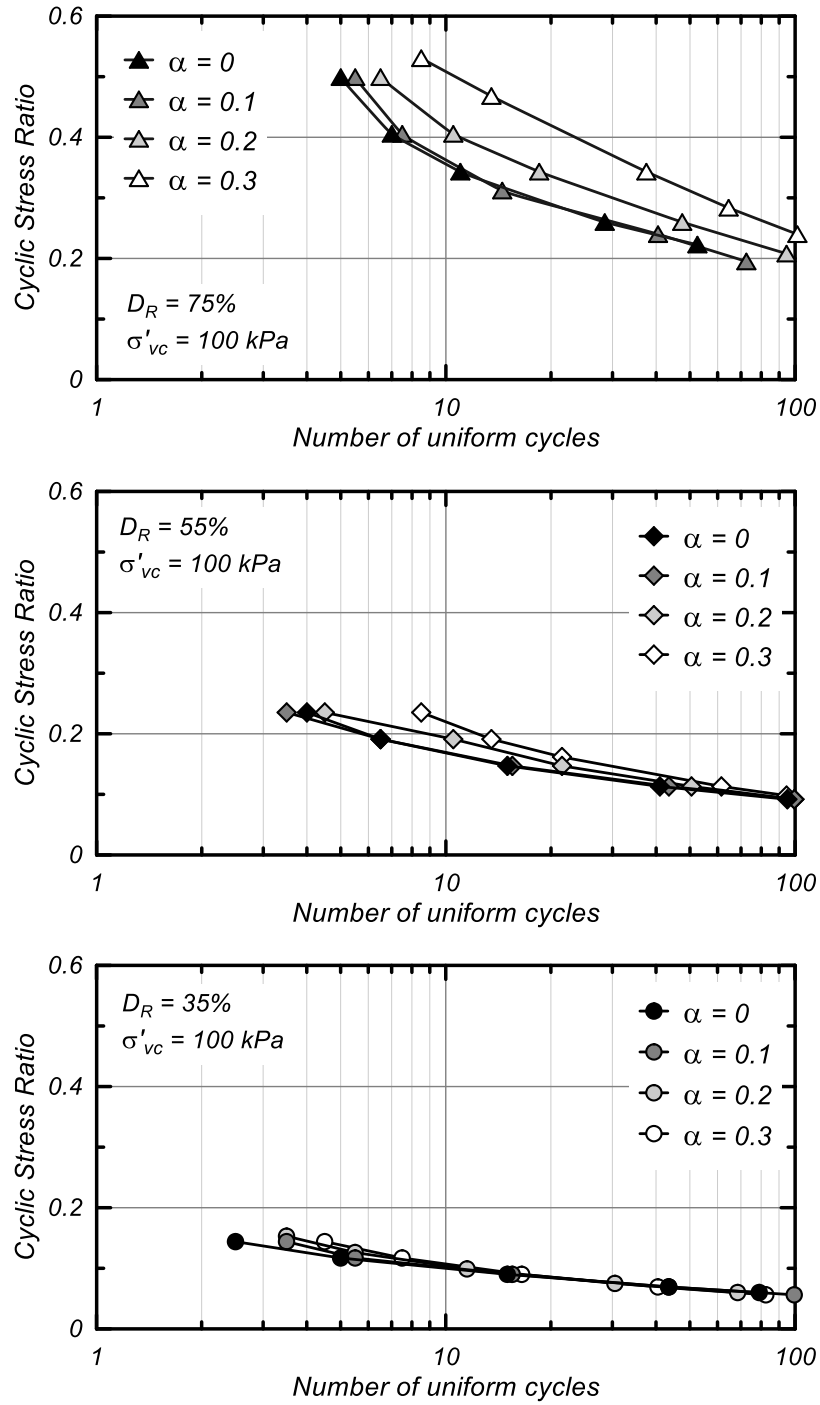 0.6
α = 0
α = 0.1
0.4
α = 0.2
α = 0.3
Cyclic Stress Ratio
0.2
D_R = 75%
σ'_vc = 100 kPa
0
1 10 100
Number of uniform cycles
0.6
D_R = 55%
σ'_vc = 100 kPa
α = 0
α = 0.1
0.4
α = 0.2
α = 0.3
Cyclic Stress Ratio
0.2
0
1 10 100
Number of uniform cycles
0.6
D_R = 35%
σ'_vc = 100 kPa
α = 0
α = 0.1
0.4
α = 0.2
α = 0.3
Cyclic Stress Ratio
0.2
0
1 10 100
Number of uniform cycles